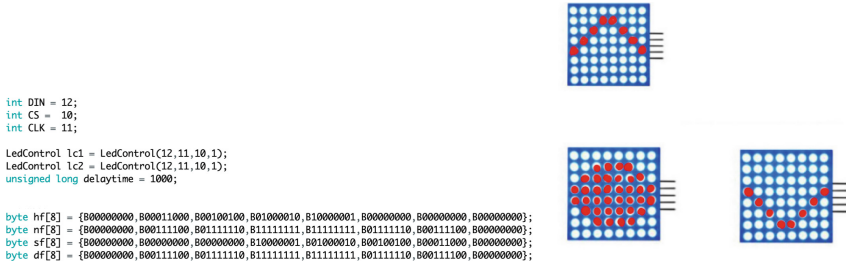 int DIN = 12;
int CS =  10;
int CLK = 11;
LedControl lc1 = LedControl(12,11,10,1);
LedControl lc2 = LedControl(12,11,10,1);
unsigned long delaytime = 1000;
byte hf[8] = {B00000000,B00011000,B00100100,B01000010,B10000001,B00000000,B00000000,B00000000};
byte nf[8] = {B00000000,B00111100,B01111110,B11111111,B11111111,B01111110,B00111100,B00000000};
byte sf[8] = {B00000000,B00000000,B00000000,B10000001,B01000010,B00100100,B00011000,B00000000};
byte df[8] = {B00000000,B00111100,B01111110,B11111111,B11111111,B01111110,B00111100,B00000000};